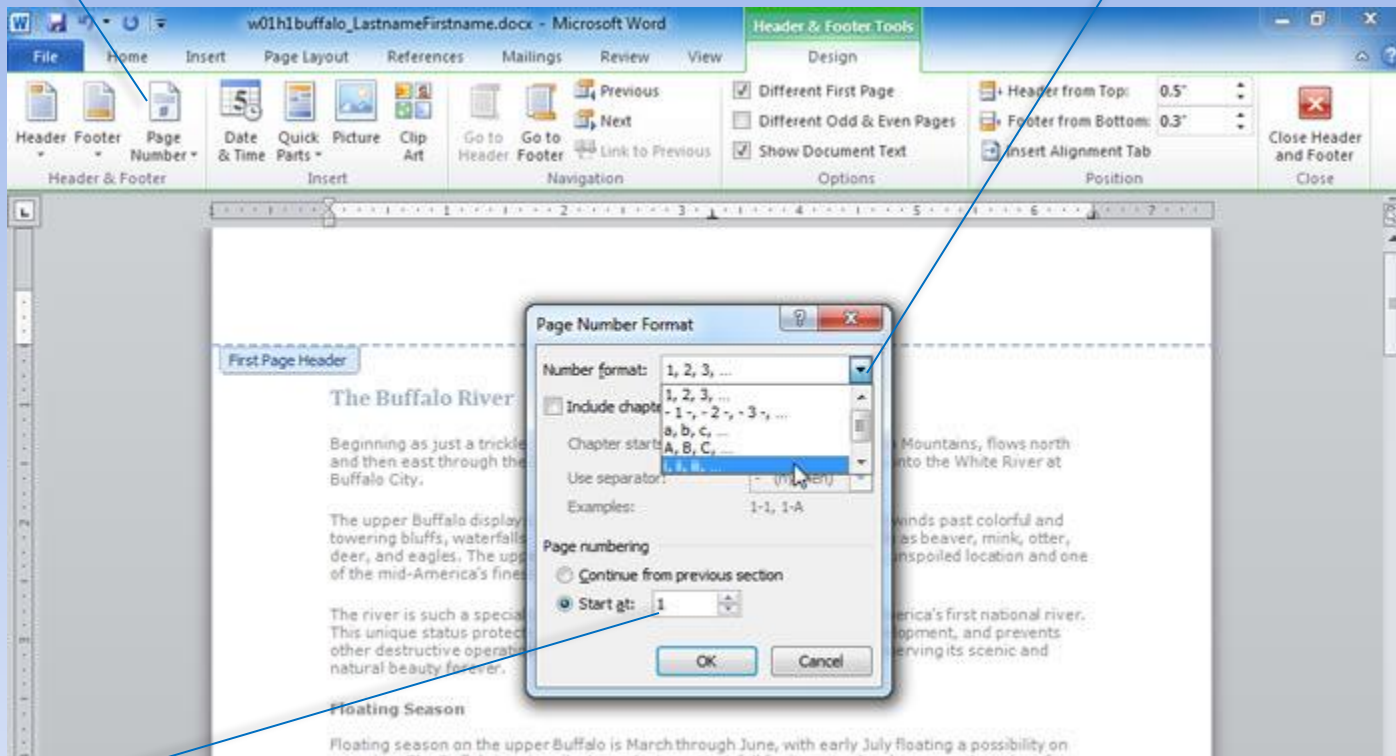 w01h1buffalo_LastnameFirstname.docx - Microsoft Word
Header & Footer Tools
File Home Insert Page Layout References Mailings Review View Design
Header Footer Page Number
Date & Time Quick Parts Picture Clip Art
Go to Header Go to Footer Previous
Next
Link to Previous
Different First Page
Different Odd & Even Pages
Show Document Text
Header from Top: 0.5"
Footer from Bottom: 0.3"
Insert Alignment Tab
Close Header and Footer
Header & Footer Insert Navigation Options Position Close
1 2 3 4 5 6 7
First Page Header
The Buffalo River
Beginning as just a trickle Mountains, flows north
and then east through the into the White River at
Buffalo City.
The upper Buffalo display winds past colorful and
towering bluffs, waterfalls as beaver, mink, otter,
deer, and eagles. The upp unspoiled location and one
of the mid-America's fines
The river is such a special erica's first national river.
This unique status protect opment, and prevents
other destructive operati erving its scenic and
natural beauty forever.
Floating Season
Floating season on the upper Buffalo is March through June, with early July floating a possibility on
Page Number Format
Number format: 1, 2, 3, ...
1, 2, 3, ...
- 1 -, - 2 -, - 3 -, ...
a, b, c, ...
A, B, C, ...
i, ii, iii, ...
Include chapte
Chapter starts
Use separator: - (hyphen)
Examples: 1-1, 1-A
Page numbering
Continue from previous section
Start at: 1
OK Cancel